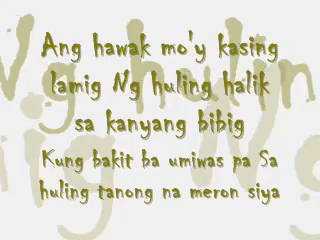 Ang hawak mo'y kasing
lamig Ng huling halik
sa kanyang bibig
Kung bakit ba umiwas pa Sa
huling tanong na meron siya